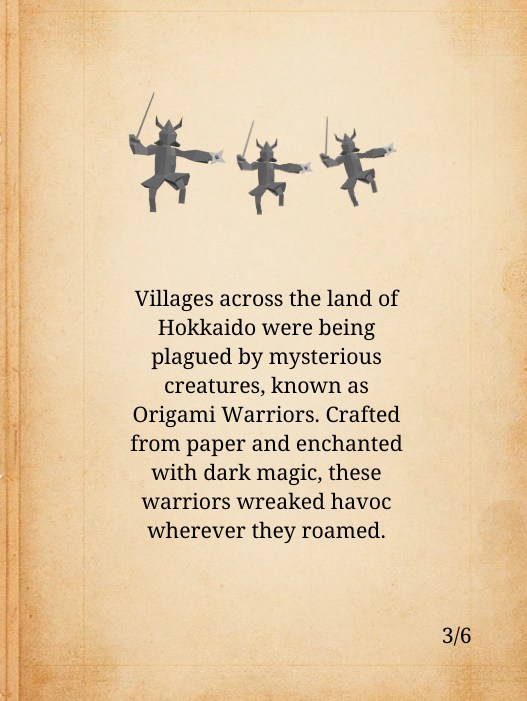 Villages across the land of
Hokkaido were being
plagued by mysterious
creatures, known as
Origami Warriors. Crafted
from paper and enchanted
with dark magic, these
warriors wreaked havoc
wherever they roamed.
3/6